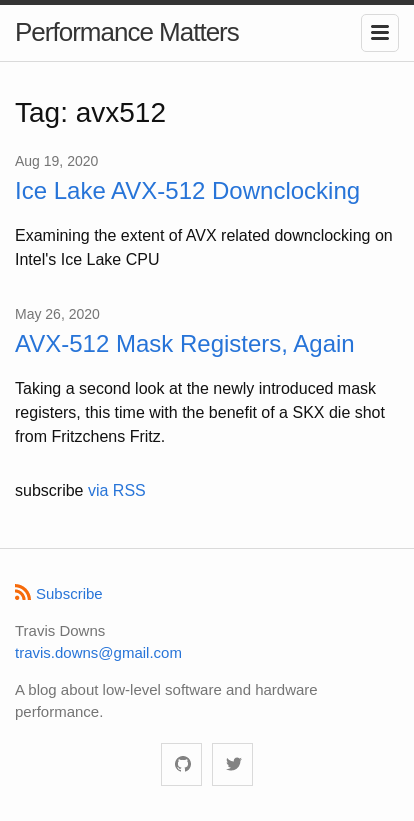 Performance Matters
Tag: avx512
Aug 19, 2020
Ice Lake AVX-512 Downclocking
Examining the extent of AVX related downclocking on
Intel's Ice Lake CPU
May 26, 2020
AVX-512 Mask Registers, Again
Taking a second look at the newly introduced mask
registers, this time with the benefit of a SKX die shot
from Fritzchens Fritz.
subscribe via RSS
Subscribe
Travis Downs
travis.downs@gmail.com
A blog about low-level software and hardware
performance.